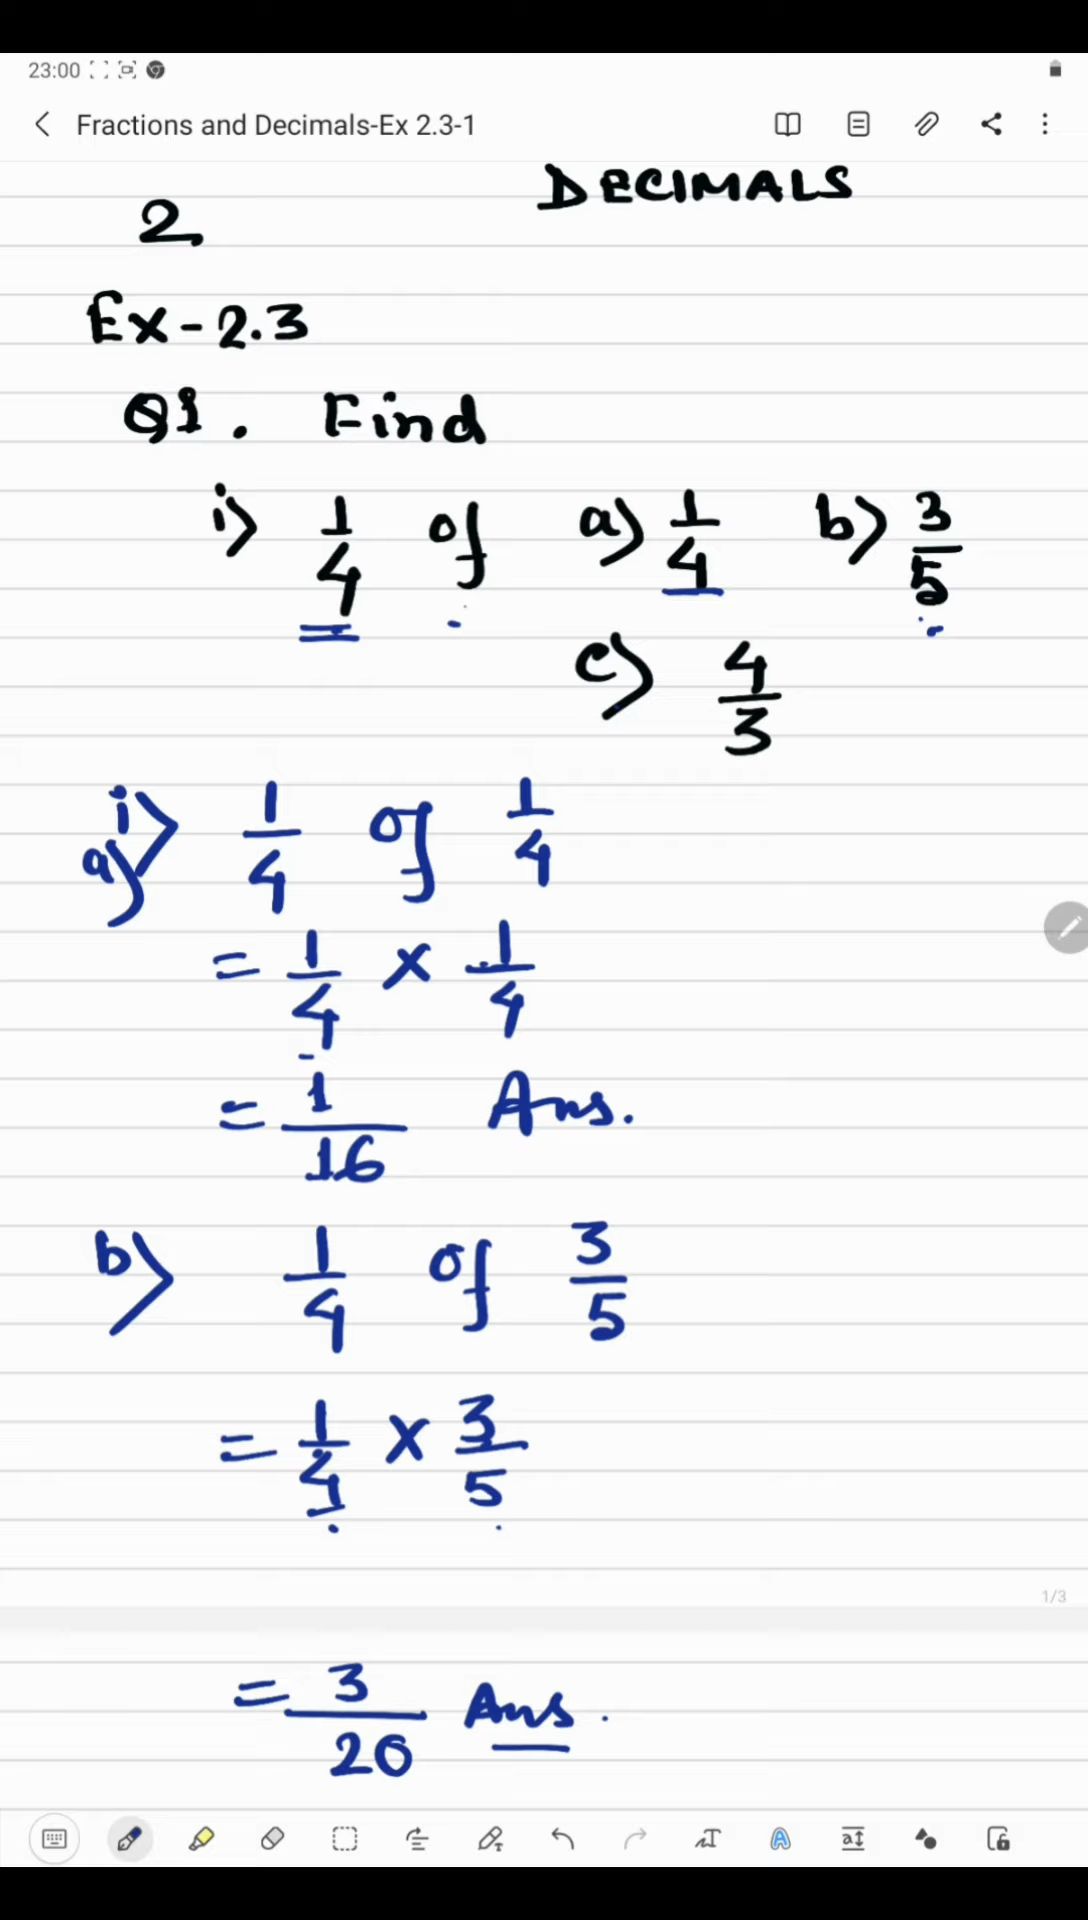 23:00
Fractions and Decimals-Ex 2.3-1
DECIMALS
2
Ex-2.3
Q1. Find
i) 1/4 of a) 1/4 b) 3/5
c) 4/3
i) a) 1/4 of 1/4
= 1/4 × 1/4
= 1/16 Ans.
b) 1/4 of 3/5
= 1/4 × 3/5
1/3
= 3/20 Ans.